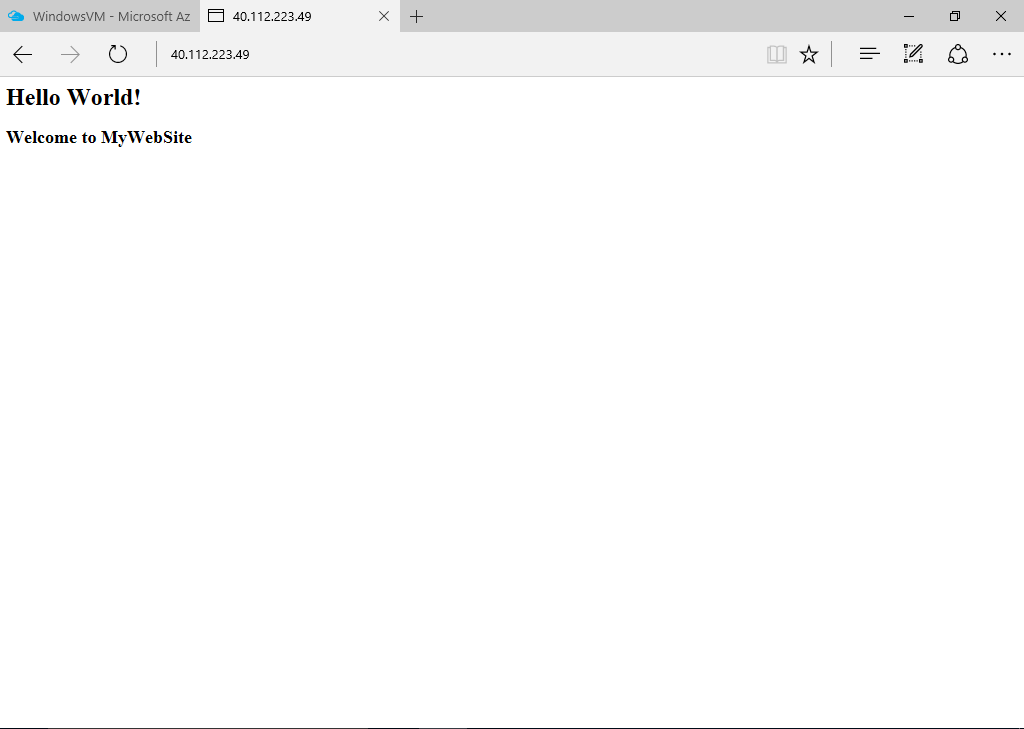 WindowsVM - Microsoft Az
40.112.223.49
40.112.223.49
Hello World!
Welcome to MyWebSite